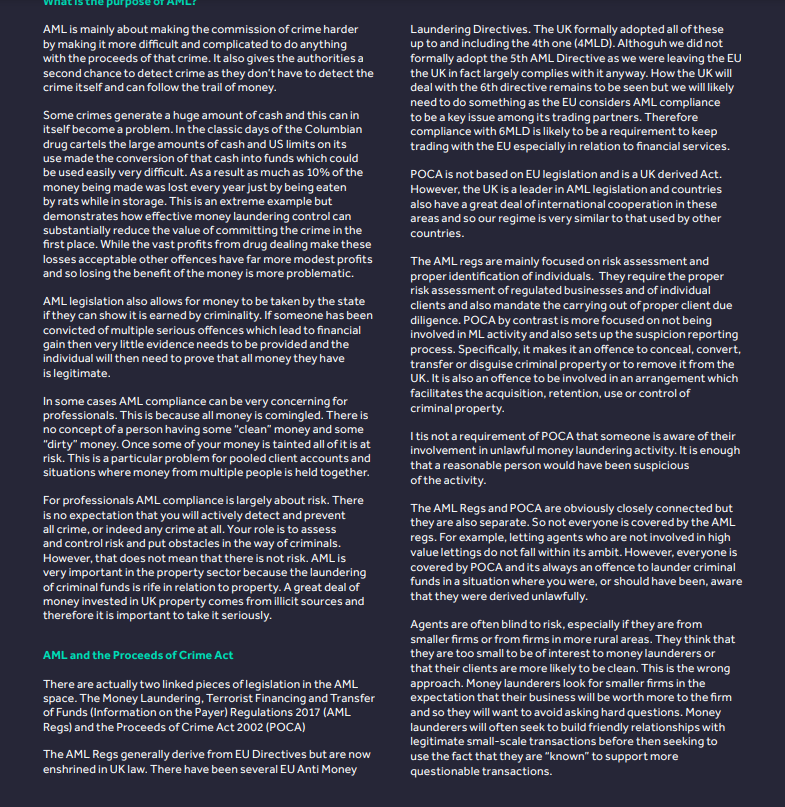 What is the purpose of AML?
AML is mainly about making the commission of crime harder
by making it more difficult and complicated to do anything
with the proceeds of that crime. It also gives the authorities a
second chance to detect crime as they don't have to detect the
crime itself and can follow the trail of money.
Some crimes generate a huge amount of cash and this can in
itself become a problem. In the classic days of the Columbian
drug cartels the large amounts of cash and US limits on its
use made the conversion of that cash into funds which could
be used easily very difficult. As a result as much as 10% of the
money being made was lost every year just by being eaten
by rats while in storage. This is an extreme example but
demonstrates how effective money laundering control can
substantially reduce the value of committing the crime in the
first place. While the vast profits from drug dealing make these
losses acceptable other offences have far more modest profits
and so losing the benefit of the money is more problematic.
AML legislation also allows for money to be taken by the state
if they can show it is earned by criminality. If someone has been
convicted of multiple serious offences which lead to financial
gain then very little evidence needs to be provided and the
individual will then need to prove that all money they have
is legitimate.
In some cases AML compliance can be very concerning for
professionals. This is because all money is comingled. There is
no concept of a person having some "clean" money and some
"dirty" money. Once some of your money is tainted all of it is at
risk. This is a particular problem for pooled client accounts and
situations where money from multiple people is held together.
For professionals AML compliance is largely about risk. There
is no expectation that you will actively detect and prevent
all crime, or indeed any crime at all. Your role is to assess
and control risk and put obstacles in the way of criminals.
However, that does not mean that there is not risk. AML is
very important in the property sector because the laundering
of criminal funds is rife in relation to property. A great deal of
money invested in UK property comes from illicit sources and
therefore it is important to take it seriously.
AML and the Proceeds of Crime Act
There are actually two linked pieces of legislation in the AML
space. The Money Laundering, Terrorist Financing and Transfer
of Funds (Information on the Payer) Regulations 2017 (AML
Regs) and the Proceeds of Crime Act 2002 (POCA)
The AML Regs generally derive from EU Directives but are now
enshrined in UK law. There have been several EU Anti Money
Laundering Directives. The UK formally adopted all of these
up to and including the 4th one (4MLD). Althoguh we did not
formally adopt the 5th AML Directive as we were leaving the EU
the UK in fact largely complies with it anyway. How the UK will
deal with the 6th directive remains to be seen but we will likely
need to do something as the EU considers AML compliance
to be a key issue among its trading partners. Therefore
compliance with 6MLD is likely to be a requirement to keep
trading with the EU especially in relation to financial services.
POCA is not based on EU legislation and is a UK derived Act.
However, the UK is a leader in AML legislation and countries
also have a great deal of international cooperation in these
areas and so our regime is very similar to that used by other
countries.
The AML regs are mainly focused on risk assessment and
proper identification of individuals. They require the proper
risk assessment of regulated businesses and of individual
clients and also mandate the carrying out of proper client due
diligence. POCA by contrast is more focused on not being
involved in ML activity and also sets up the suspicion reporting
process. Specifically, it makes it an offence to conceal, convert,
transfer or disguise criminal property or to remove it from the
UK. It is also an offence to be involved in an arrangement which
facilitates the acquisition, retention, use or control of
criminal property.
I tis not a requirement of POCA that someone is aware of their
involvement in unlawful money laundering activity. It is enough
that a reasonable person would have been suspicious
of the activity.
The AML Regs and POCA are obviously closely connected but
they are also separate. So not everyone is covered by the AML
regs. For example, letting agents who are not involved in high
value lettings do not fall within its ambit. However, everyone is
covered by POCA and its always an offence to launder criminal
funds in a situation where you were, or should have been, aware
that they were derived unlawfully.
Agents are often blind to risk, especially if they are from
smaller firms or from firms in more rural areas. They think that
they are too small to be of interest to money launderers or
that their clients are more likely to be clean. This is the wrong
approach. Money launderers look for smaller firms in the
expectation that their business will be worth more to the firm
and so they will want to avoid asking hard questions. Money
launderers will often seek to build friendly relationships with
legitimate small-scale transactions before then seeking to
use the fact that they are "known" to support more
questionable transactions.